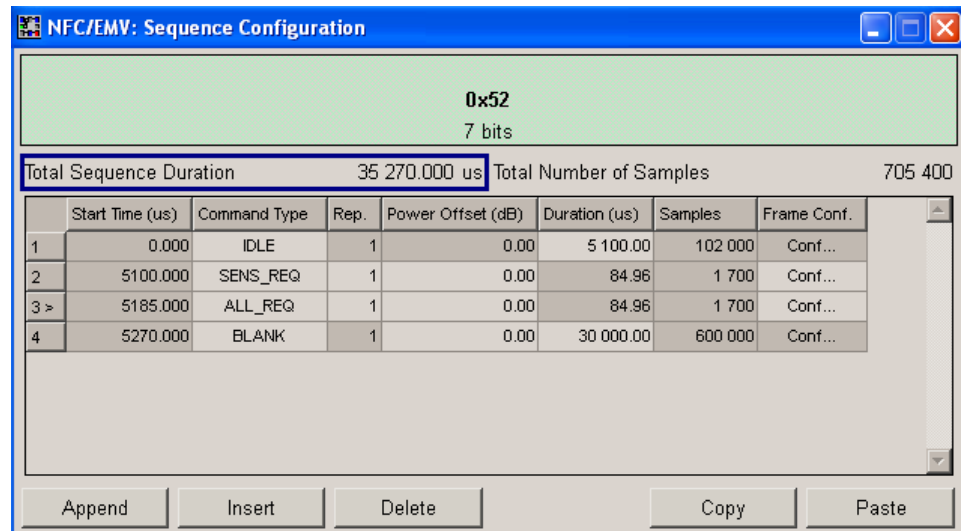 NFC/EMV: Sequence Configuration
0x52
7 bits
Total Sequence Duration 35 270.000 us Total Number of Samples 705 400
Start Time (us) Command Type Rep. Power Offset (dB) Duration (us) Samples Frame Conf.
1 0.000 IDLE 1 0.00 5 100.00 102 000 Conf...
2 5100.000 SENS_REQ 1 0.00 84.96 1 700 Conf...
3 > 5185.000 ALL_REQ 1 0.00 84.96 1 700 Conf...
4 5270.000 BLANK 1 0.00 30 000.00 600 000 Conf...
Append Insert Delete Copy Paste